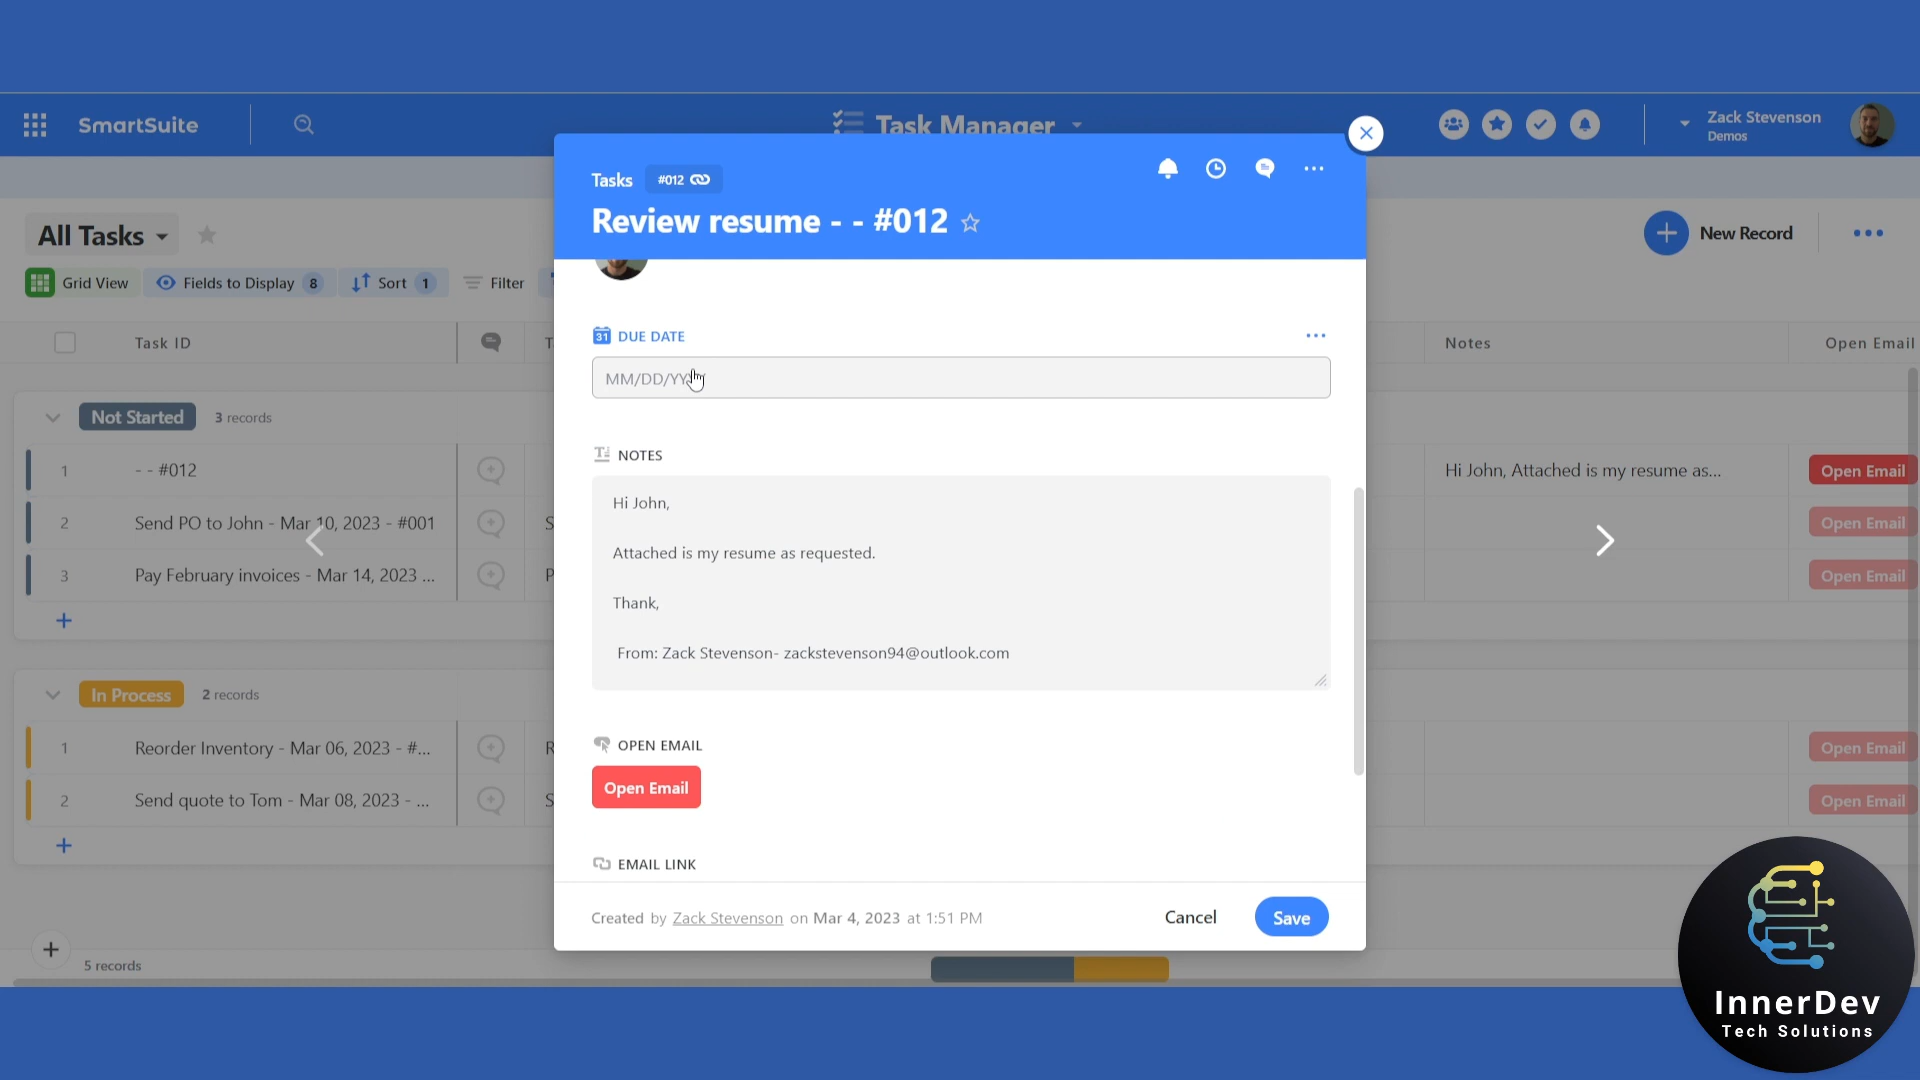 SmartSuite
Task Manager
Zack Stevenson
Demos
All Tasks
New Record
Grid View
Fields to Display 8
Sort 1
Filter
Task ID
T
Notes
Open Email
Not Started 3 records
1 - - #012 Hi John, Attached is my resume as... Open Email
2 Send PO to John - Mar 10, 2023 - #001 S Open Email
3 Pay February invoices - Mar 14, 2023 ... P Open Email
In Process 2 records
1 Reorder Inventory - Mar 06, 2023 - #... R Open Email
2 Send quote to Tom - Mar 08, 2023 - ... S Open Email
5 records
Tasks #012
Review resume - - #012
31 DUE DATE
MM/DD/YYYY
NOTES
Hi John,
Attached is my resume as requested.
Thank,
From: Zack Stevenson- zackstevenson94@outlook.com
OPEN EMAIL
Open Email
EMAIL LINK
Created by Zack Stevenson on Mar 4, 2023 at 1:51 PM
Cancel
Save
InnerDev
Tech Solutions